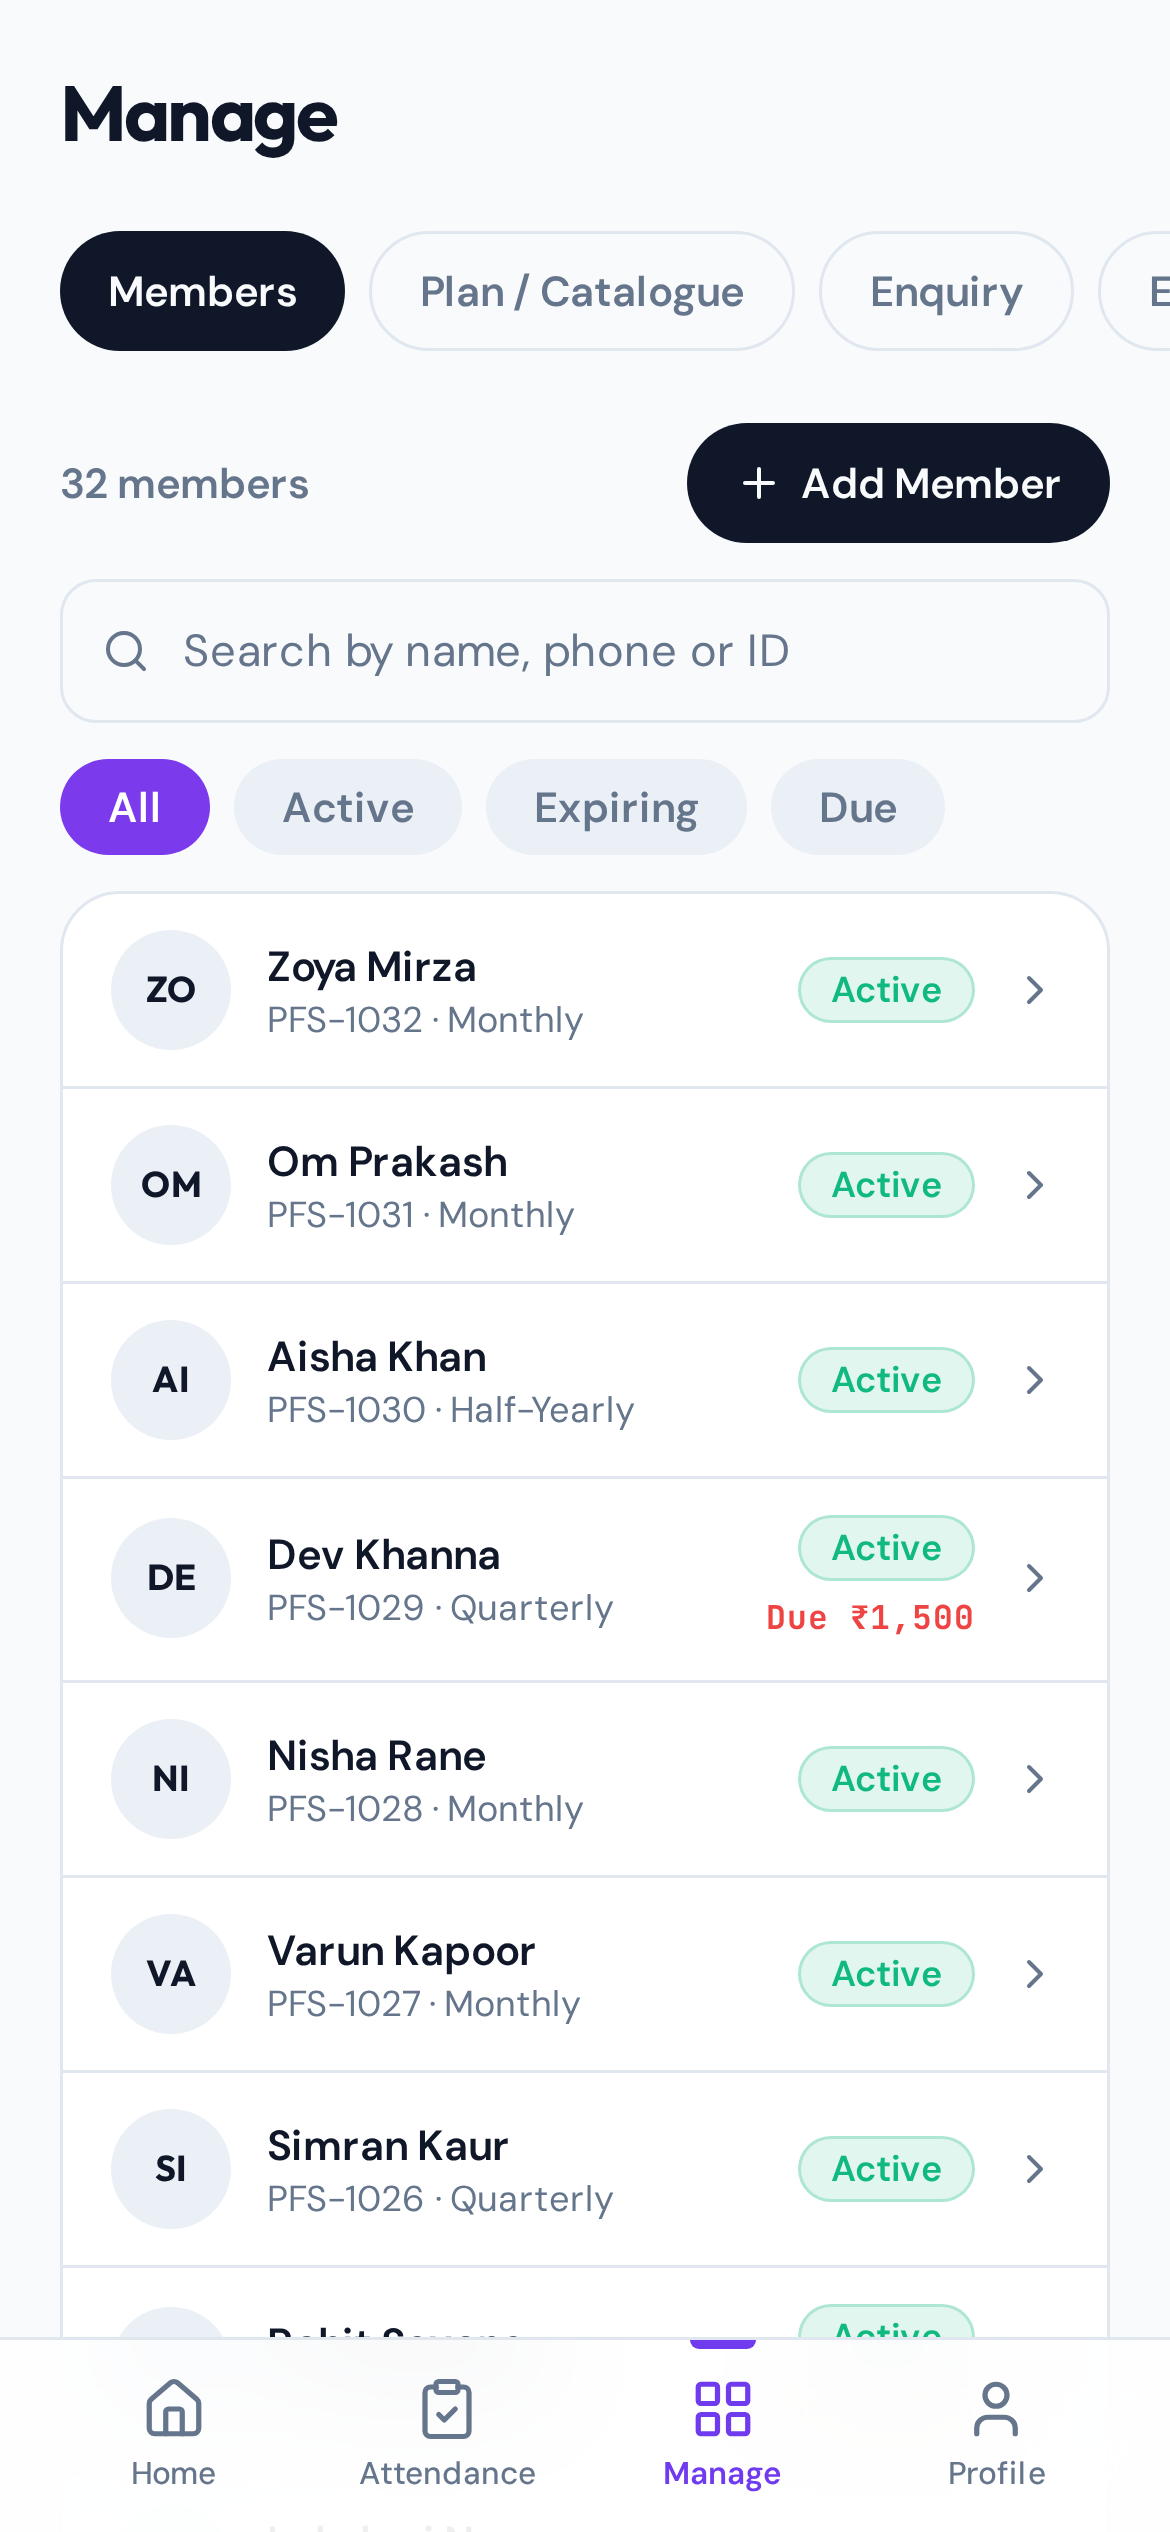 Manage
Members Plan / Catalogue Enquiry E
32 members + Add Member
Search by name, phone or ID
All Active Expiring Due
ZO Zoya Mirza Active
PFS-1032 · Monthly
OM Om Prakash Active
PFS-1031 · Monthly
AI Aisha Khan Active
PFS-1030 · Half-Yearly
DE Dev Khanna Active
PFS-1029 · Quarterly Due ₹1,500
NI Nisha Rane Active
PFS-1028 · Monthly
VA Varun Kapoor Active
PFS-1027 · Monthly
SI Simran Kaur Active
PFS-1026 · Quarterly
Active
Home Attendance Manage Profile